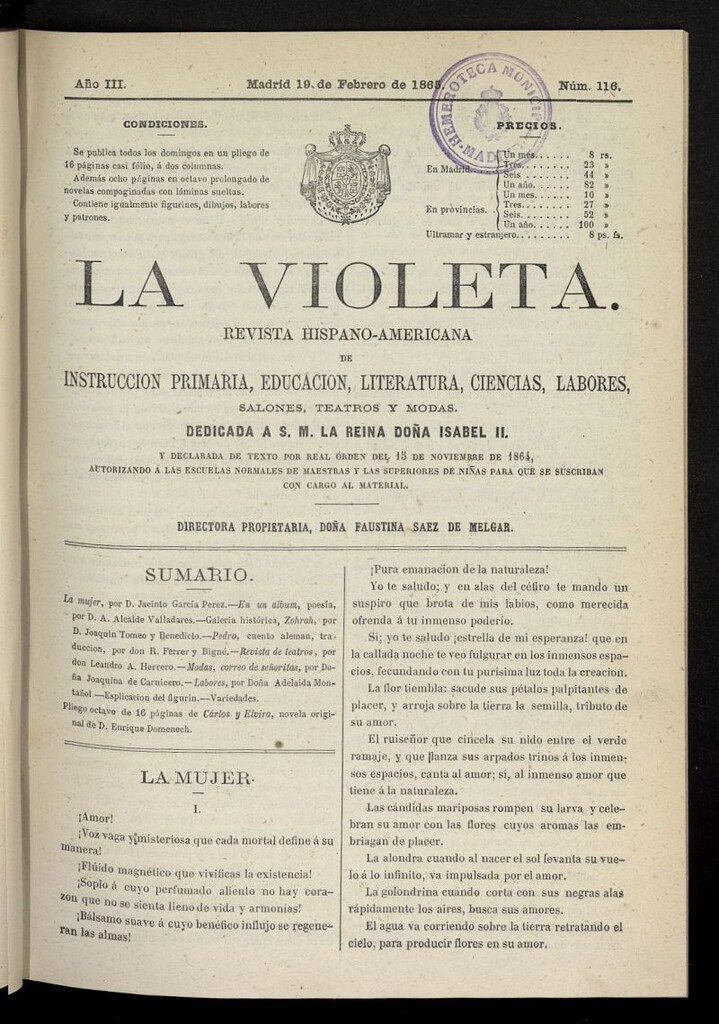 Año III.
Madrid 19 de Febrero de 1865.
Núm. 116.
HEMEROTECA MUNICIPAL
MADRID
CONDICIONES.
Se publica todos los domingos en un pliego de
16 páginas casi fólio, á dos columnas.
Además ocho páginas en octavo prolongado de
novelas compaginadas con láminas sueltas.
Contiene igualmente figurines, dibujos, labores
y patrones.
PRECIOS.
En Madrid..
Un mes...... 8 rs.
Tres........ 23 »
Seis........ 44 »
Un año...... 82 »
En provincias. .
Un mes...... 10 »
Tres........ 27 »
Seis........ 52 »
Un año...... 100 »
Ultramar y estranjero......... 8 ps. fs.
LA VIOLETA.
REVISTA HISPANO-AMERICANA
DE
INSTRUCCION PRIMARIA, EDUCACION, LITERATURA, CIENCIAS, LABORES,
SALONES, TEATROS Y MODAS.
DEDICADA A S. M. LA REINA DOÑA ISABEL II.
Y DECLARADA DE TEXTO POR REAL ÓRDEN DEL 15 DE NOVIEMBRE DE 1864,
AUTORIZANDO Á LAS ESCUELAS NORMALES DE MAESTRAS Y LAS SUPERIORES DE NIÑAS PARA QUE SE SUSCRIBAN
CON CARGO AL MATERIAL.
DIRECTORA PROPIETARIA, DOÑA FAUSTINA SAEZ DE MELGAR.
SUMARIO.
La mujer, por D. Jacinto García Perez.—En un album, poesía,
por D. A. Alcalde Valladares.—Galería histórica, Zohrah, por
D. Joaquin Tomeo y Benedicto.—Pedro, cuento aleman, tra-
duccion, por don R. Ferrer y Bigné.—Revista de teatros, por
don Leandro A. Herrero.—Modas, correo de señoritas, por Do-
ña Joaquina de Carnicero.—Labores, por Doña Adelaida Mon-
tañol—Esplicacion del figurin.—Variedades.
Pliego octavo de 16 páginas de Cárlos y Elvira, novela origi-
nal de D. Enrique Domenech.
LA MUJER.
I.
¡Amor!
¡Voz vaga y misteriosa que cada mortal define á su
manera!
¡Flúido magnético que vivificas la existencia!
¡Soplo á cuyo perfumado aliento no hay cora-
zon que no se sienta lleno de vida y armonías!
¡Bálsamo suave á cuyo benéfico influjo se regene-
ran las almas!
¡Pura emanacion de la naturaleza!
Yo te saludo; y en alas del céfiro te mando un
suspiro que brota de mis labios, como merecida
ofrenda á tu inmenso poderío.
Sí; yo te saludo ¡estrella de mi esperanza! que en
la callada noche te veo fulgurar en los inmensos espa-
cios, fecundando con tu purísima luz toda la creacion.
La flor tiembla: sacude sus pétalos palpitantes de
placer, y arroja sobre la tierra la semilla, tributo de
su amor.
El ruiseñor que cincela su nido entre el verde
ramaje, y que lanza sus arpados trinos á los inmen-
sos espacios, canta al amor; sí, al inmenso amor que
tiene á la naturaleza.
Las cándidas mariposas rompen su larva y cele-
bran su amor con las flores cuyos aromas las em-
briagan de placer.
La alondra cuando al nacer el sol levanta su vue-
lo á lo infinito, va impulsada por el amor.
La golondrina cuando corta con sus negras alas
rápidamente los aires, busca sus amores.
El agua va corriendo sobre la tierra retratando el
cielo, para producir flores en su amor.